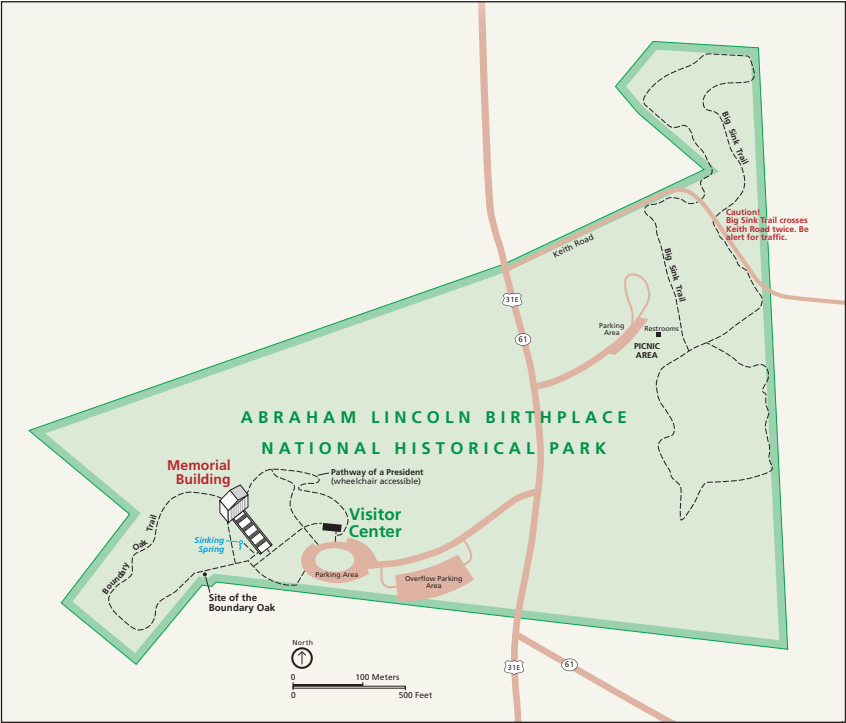 Big Sink Trail
Caution!
Big Sink Trail crosses
Keith Road twice. Be
alert for traffic.
Keith Road
Big Sink Trail
31E
61
Parking
Area
Restrooms
PICNIC
AREA
ABRAHAM LINCOLN BIRTHPLACE
NATIONAL HISTORICAL PARK
Memorial
Building
Pathway of a President
(wheelchair accessible)
Visitor
Center
Boundary Oak Trail
Sinking
Spring
Parking Area
Overflow Parking
Area
Site of the
Boundary Oak
North
0 100 Meters
0 500 Feet
31E
61